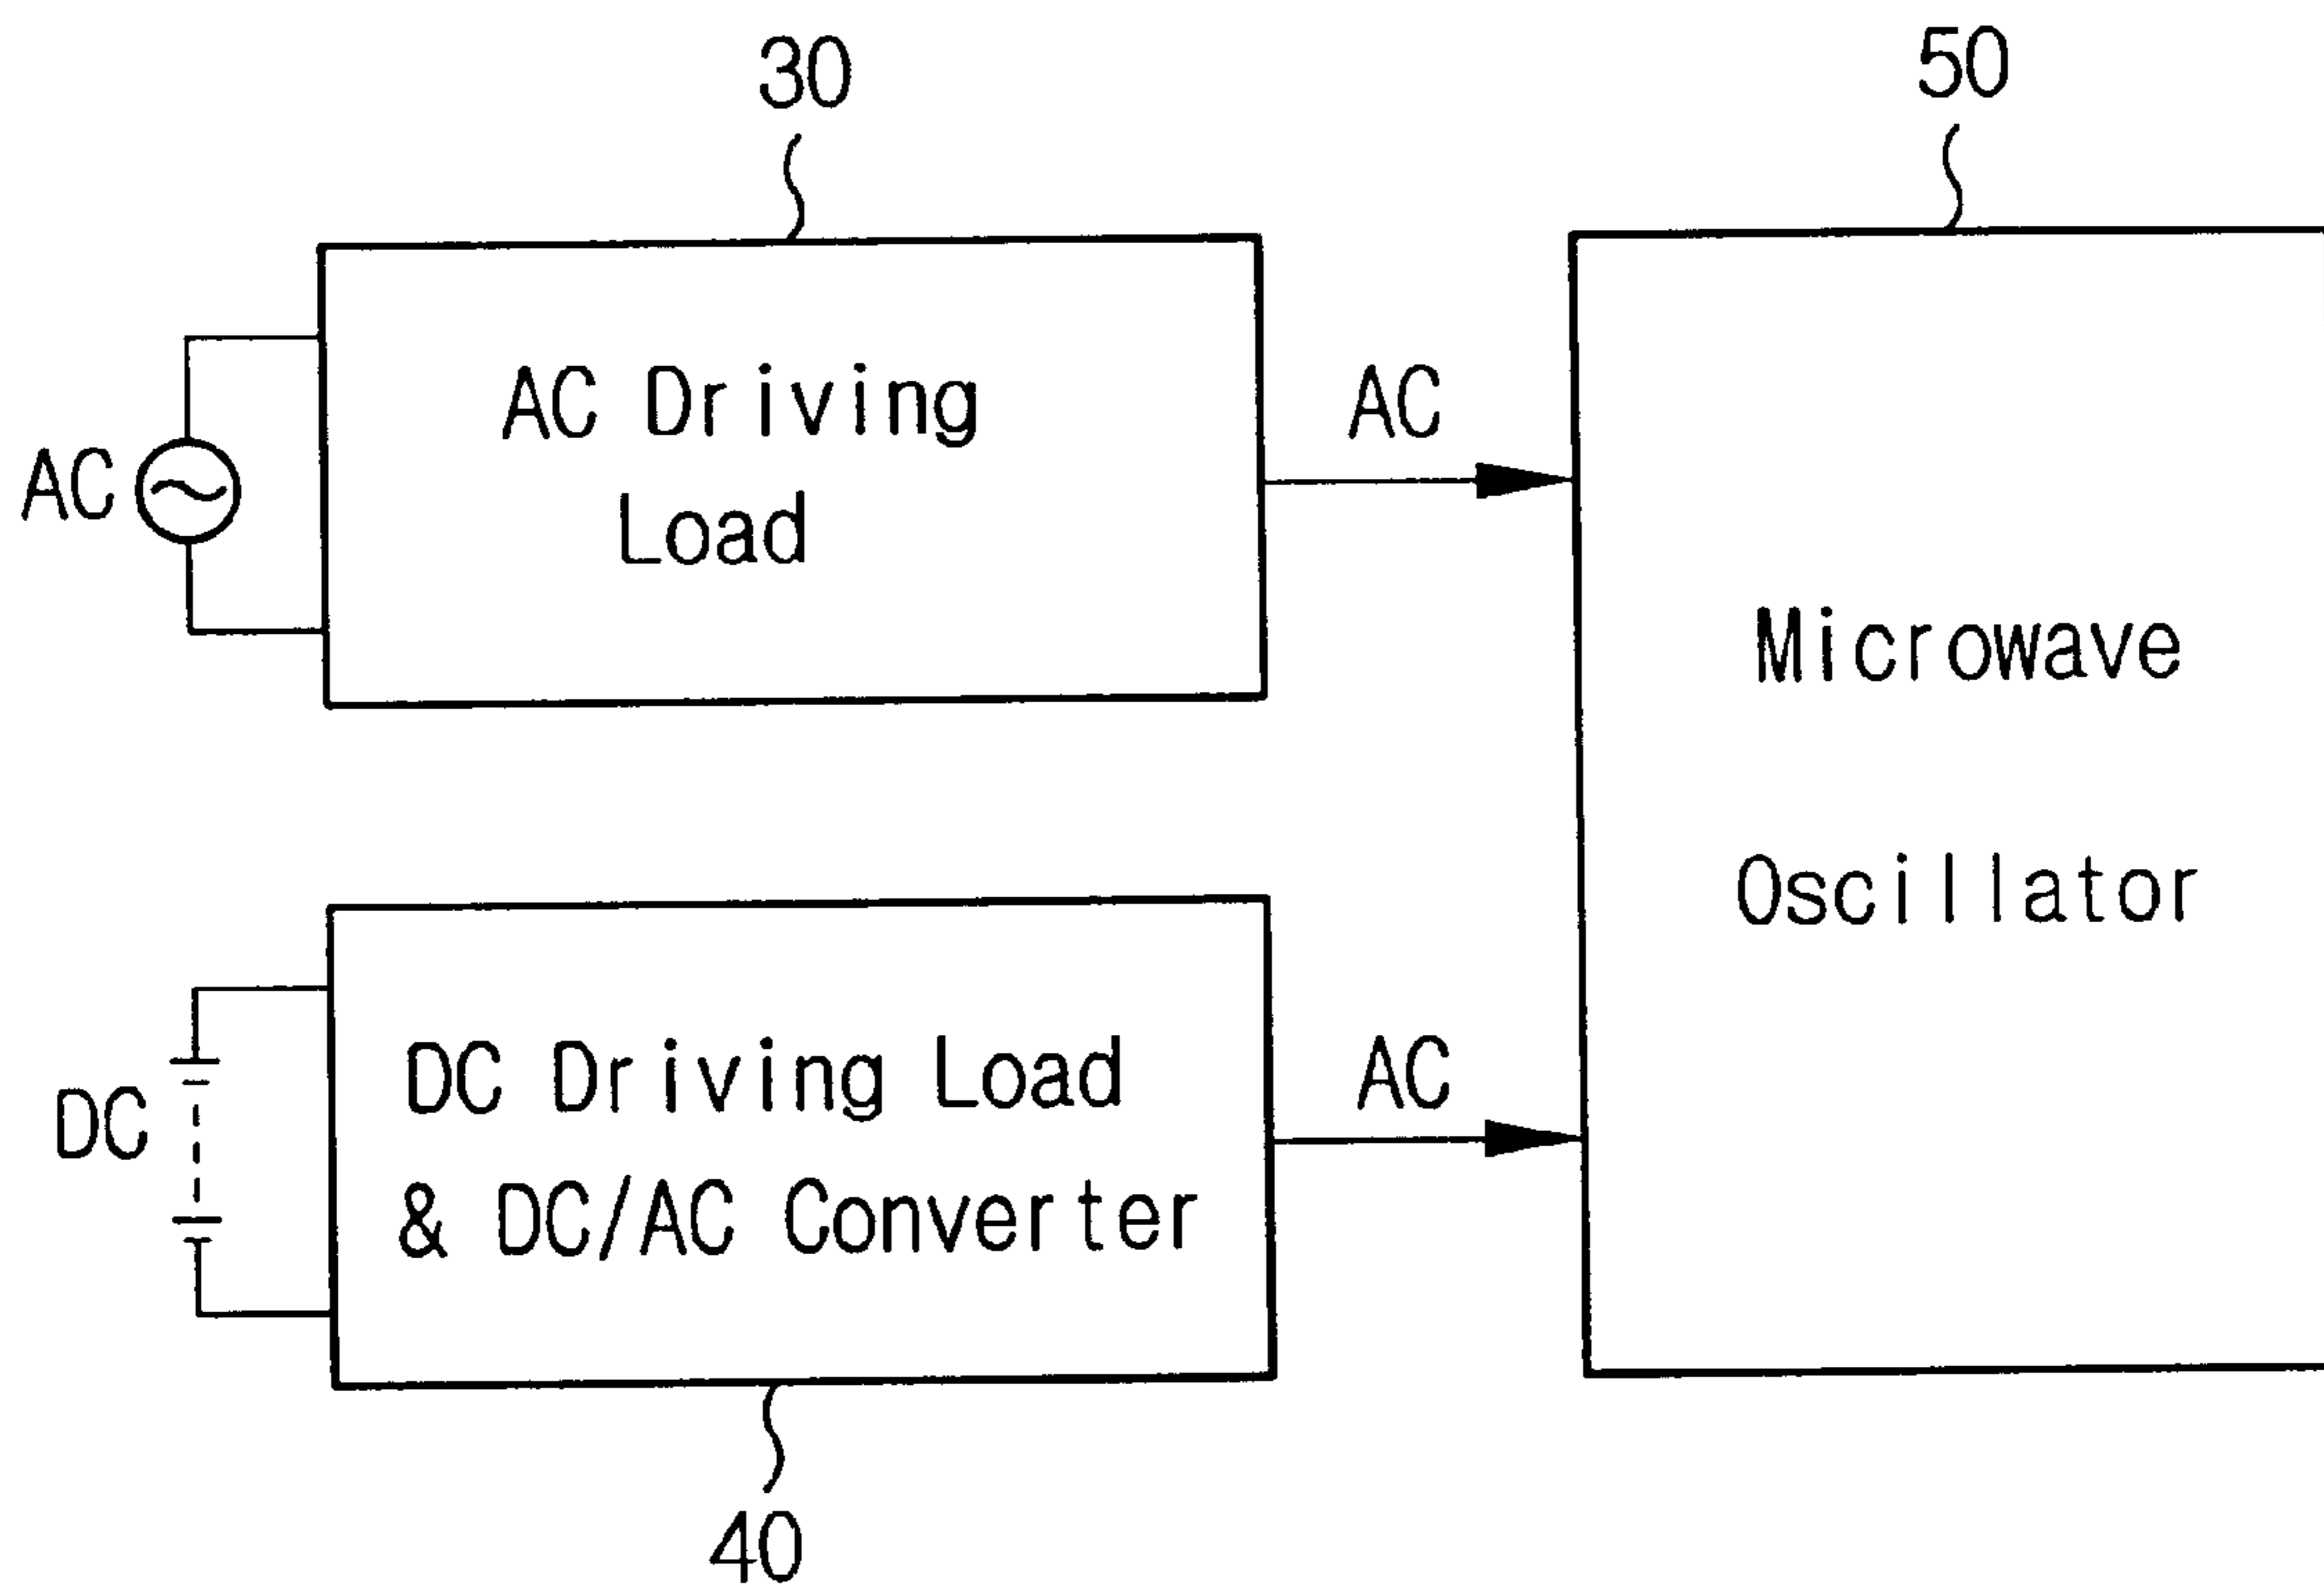 30
50
AC Driving
Load
AC
AC
Microwave
Oscillator
DC Driving Load
& DC/AC Converter
DC
AC
40